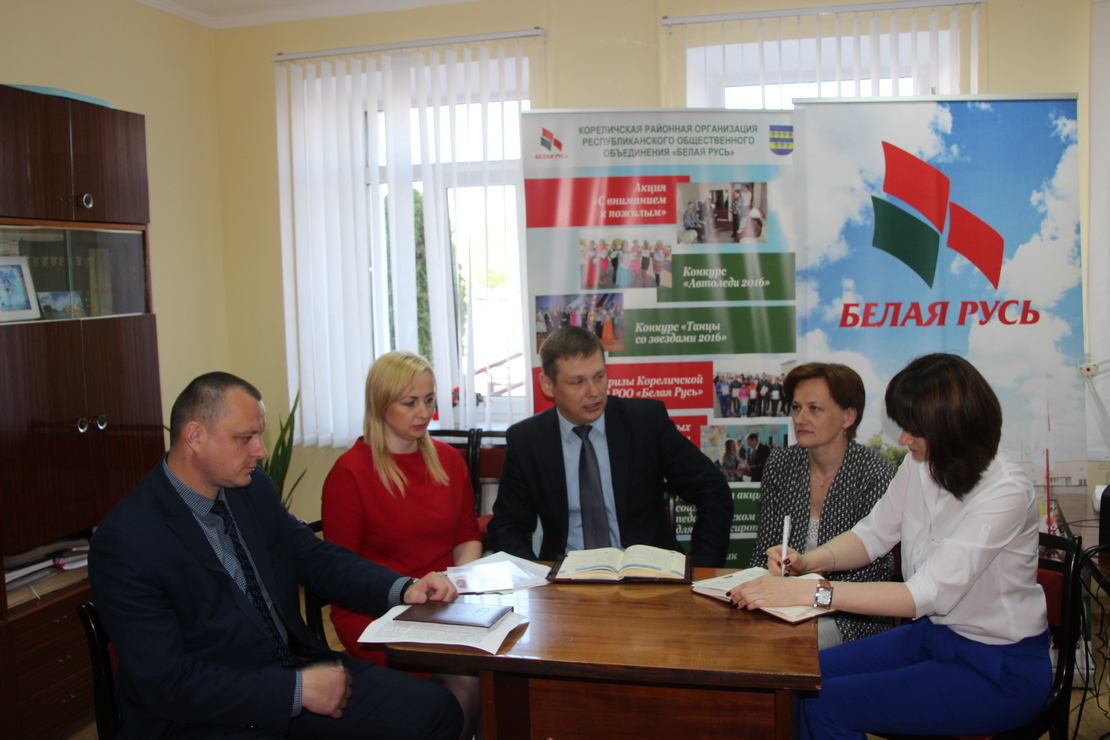 КОРЕЛИЧСКАЯ РАЙОННАЯ ОРГАНИЗАЦИЯ
РЕСПУБЛИКАНСКОГО ОБЩЕСТВЕННОГО
ОБЪЕДИНЕНИЯ «БЕЛАЯ РУСЬ»
БЕЛАЯ РУСЬ
Акция
«С вниманием
к пожилым»
Конкурс
«Автоледи 2016»
Конкурс «Танцы
со звездами 2016»
ризы Кореличской
РОО «Белая Русь»
БЕЛАЯ РУСЬ